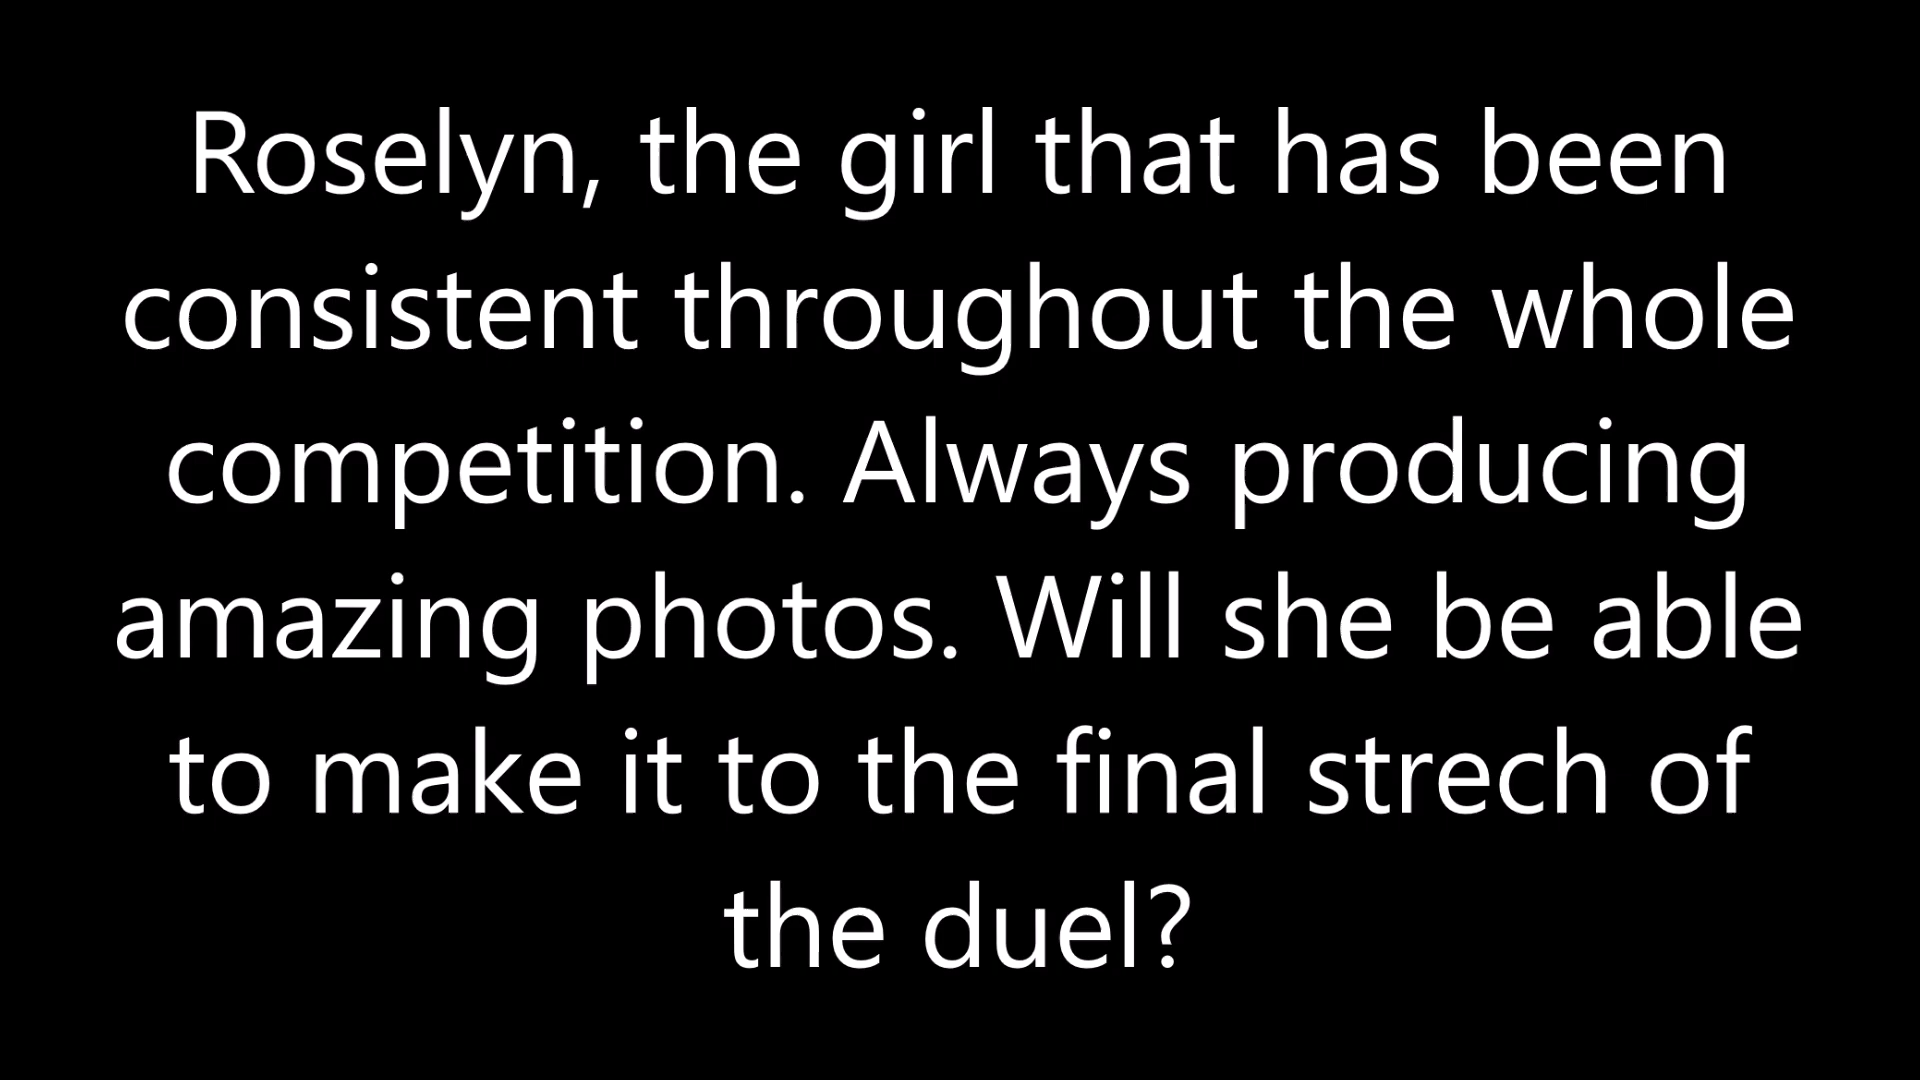 Roselyn, the girl that has been
consistent throughout the whole
competition. Always producing
amazing photos. Will she be able
to make it to the final strech of
the duel?